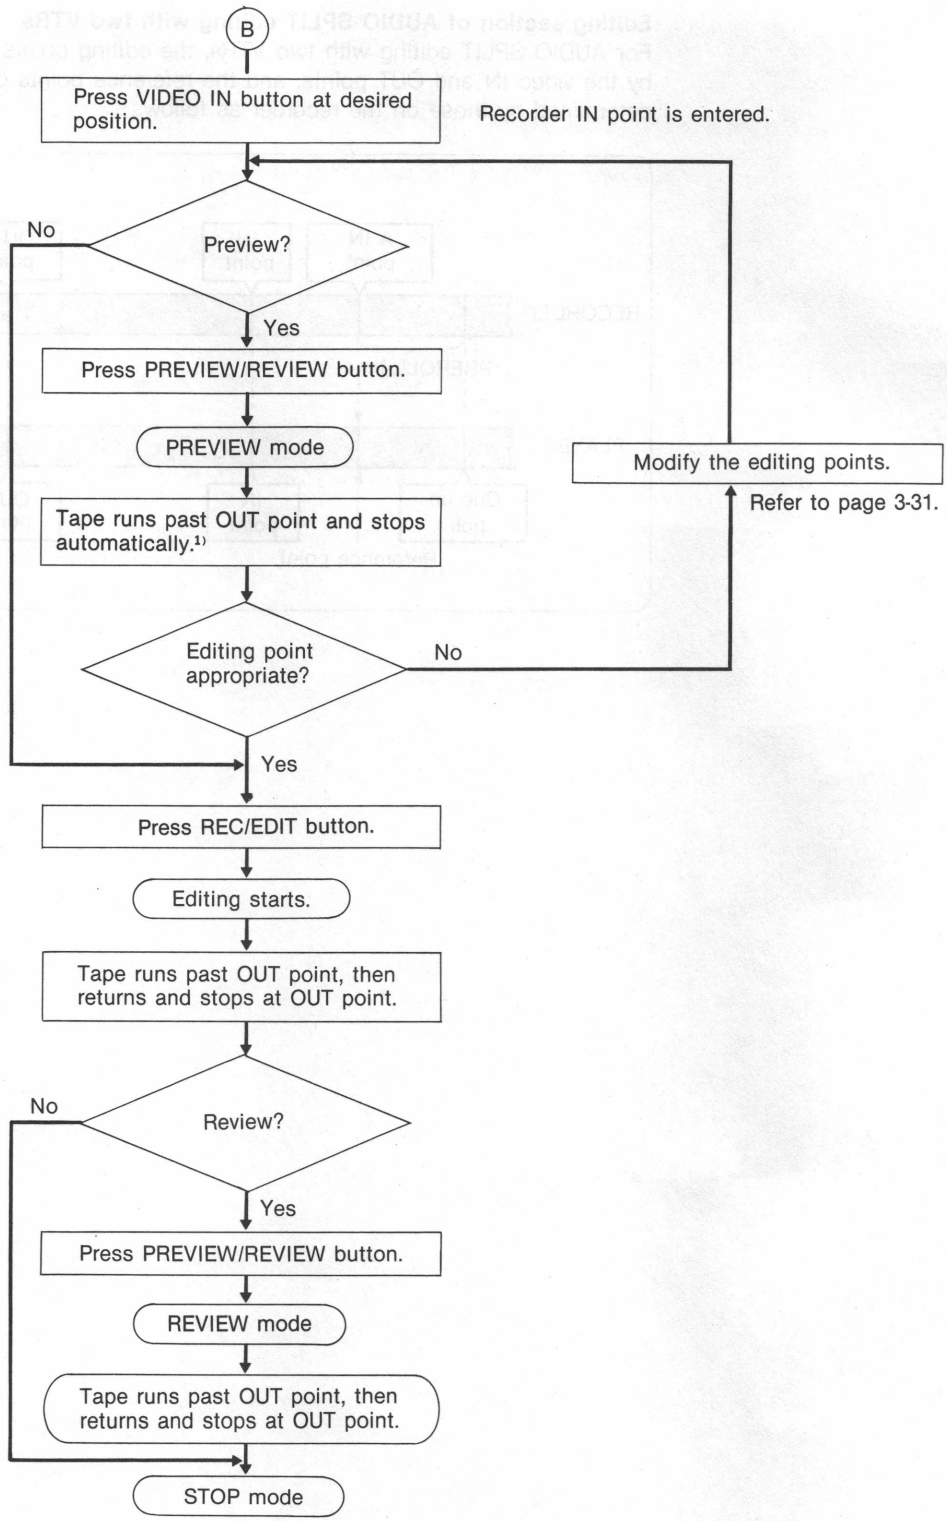 B
Press VIDEO IN button at desired
position.
Recorder IN point is entered.
Preview?
No
Yes
Press PREVIEW/REVIEW button.
PREVIEW mode
Tape runs past OUT point and stops
automatically.1)
Modify the editing points.
Refer to page 3-31.
Editing point
appropriate?
No
Yes
Press REC/EDIT button.
Editing starts.
Tape runs past OUT point, then
returns and stops at OUT point.
Review?
No
Yes
Press PREVIEW/REVIEW button.
REVIEW mode
Tape runs past OUT point, then
returns and stops at OUT point.
STOP mode